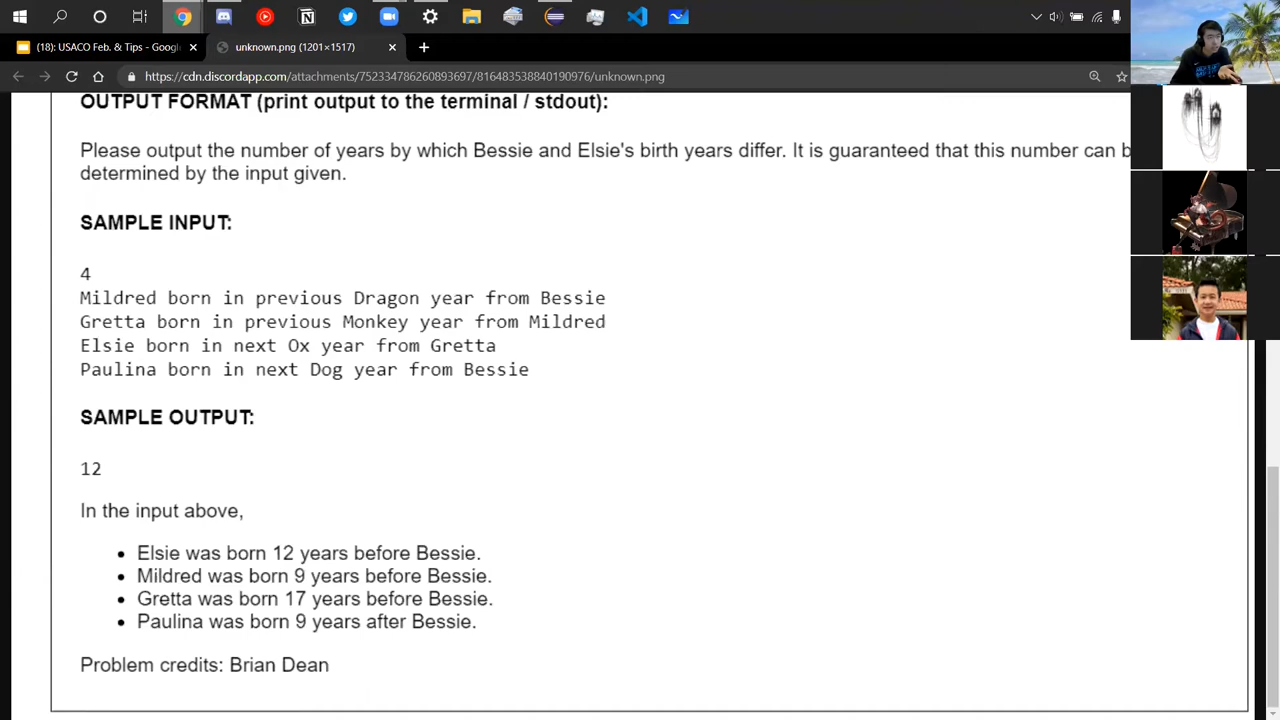 (18): USACO Feb. & Tips - Google
unknown.png (1201×1517)
https://cdn.discordapp.com/attachments/752334786260893697/816483538840190976/unknown.png
OUTPUT FORMAT (print output to the terminal / stdout):
Please output the number of years by which Bessie and Elsie's birth years differ. It is guaranteed that this number can b
determined by the input given.
SAMPLE INPUT:
4
Mildred born in previous Dragon year from Bessie
Gretta born in previous Monkey year from Mildred
Elsie born in next Ox year from Gretta
Paulina born in next Dog year from Bessie
SAMPLE OUTPUT:
12
In the input above,
• Elsie was born 12 years before Bessie.
• Mildred was born 9 years before Bessie.
• Gretta was born 17 years before Bessie.
• Paulina was born 9 years after Bessie.
Problem credits: Brian Dean